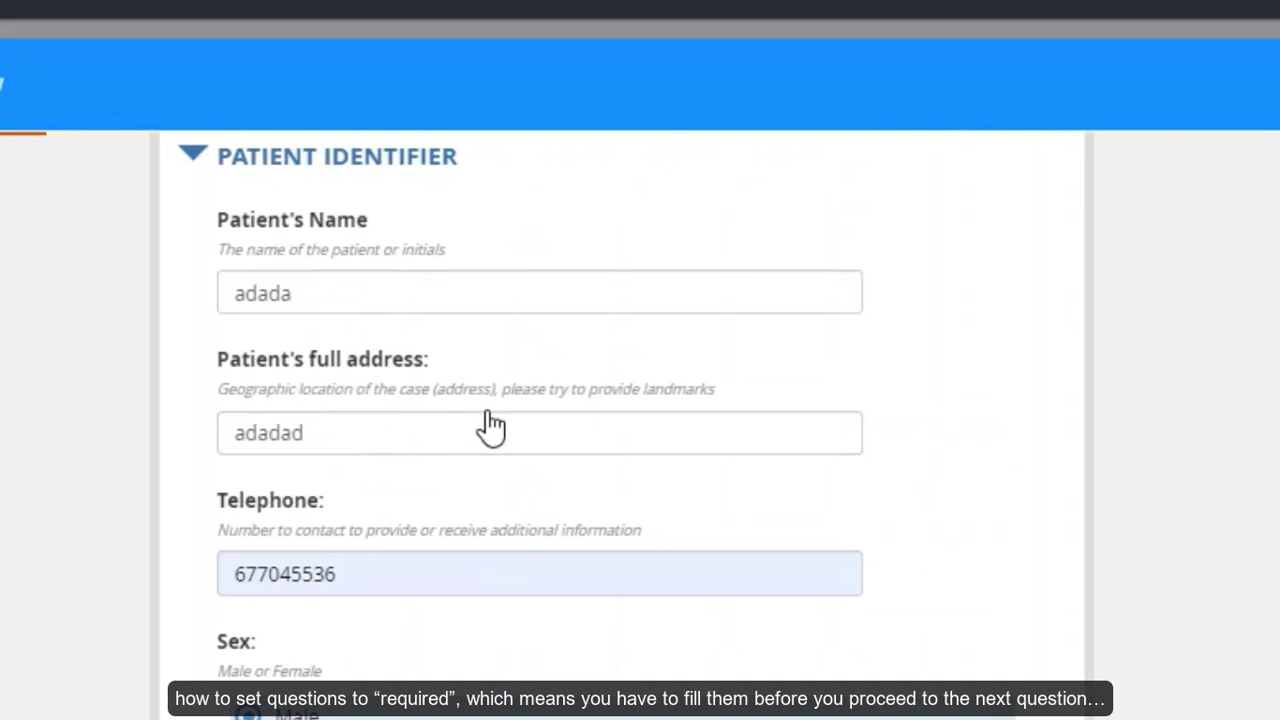 PATIENT IDENTIFIER
Patient's Name
The name of the patient or initials
adada
Patient's full address:
Geographic location of the case (address), please try to provide landmarks
adadad
Telephone:
Number to contact to provide or receive additional information
677045536
Sex:
Male or Female
Male
how to set questions to “required”, which means you have to fill them before you proceed to the next question…